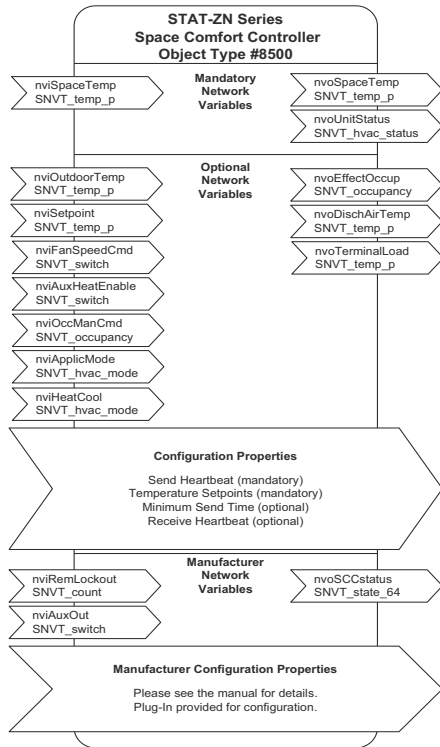 STAT-ZN Series
Space Comfort Controller
Object Type #8500
Mandatory
Network
Variables
nviSpaceTemp
SNVT_temp_p
nvoSpaceTemp
SNVT_temp_p
nvoUnitStatus
SNVT_hvac_status
Optional
Network
Variables
nviOutdoorTemp
SNVT_temp_p
nviSetpoint
SNVT_temp_p
nviFanSpeedCmd
SNVT_switch
nviAuxHeatEnable
SNVT_switch
nviOccManCmd
SNVT_occupancy
nviApplicMode
SNVT_hvac_mode
nviHeatCool
SNVT_hvac_mode
nvoEffectOccup
SNVT_occupancy
nvoDischAirTemp
SNVT_temp_p
nvoTerminalLoad
SNVT_temp_p
Configuration Properties
Send Heartbeat (mandatory)
Temperature Setpoints (mandatory)
Minimum Send Time (optional)
Receive Heartbeat (optional)
Manufacturer
Network
Variables
nviRemLockout
SNVT_count
nviAuxOut
SNVT_switch
nvoSCCstatus
SNVT_state_64
Manufacturer Configuration Properties
Please see the manual for details.
Plug-In provided for configuration.